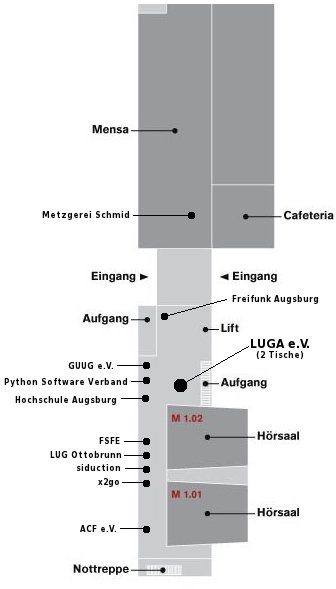 Mensa
Metzgerei Schmid
Cafeteria
Eingang
Eingang
Freifunk Augsburg
Aufgang
Lift
LUGA e.V.
(2 Tische)
GUUG e.V.
Python Software Verband
Aufgang
Hochschule Augsburg
M 1.02
Hörsaal
FSFE
LUG Ottobrunn
siduction
x2go
M 1.01
Hörsaal
ACF e.V.
Nottreppe